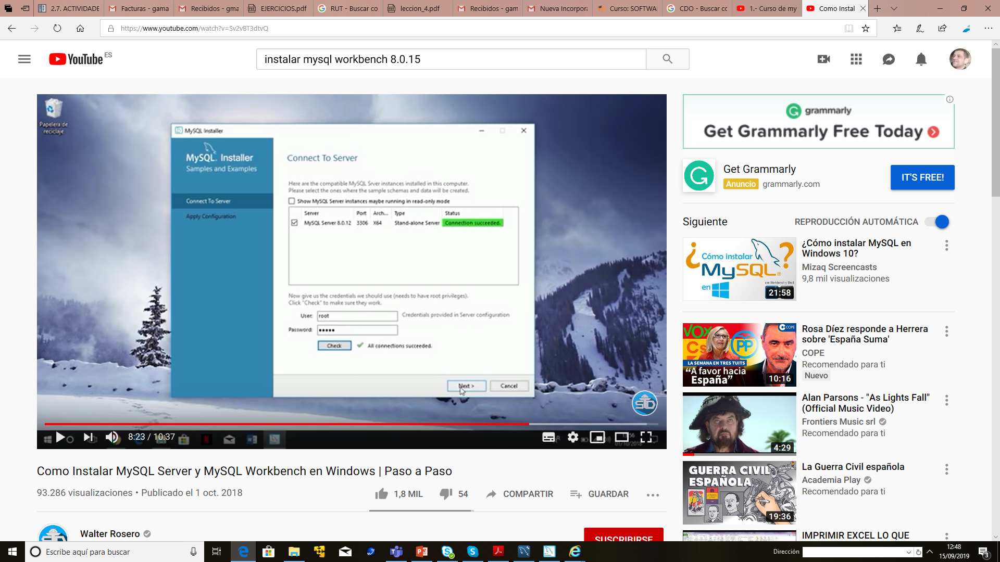 2.7. ACTIVIDADE
Facturas - gama
Recibidos - gma
EJERCICIOS.pdf
RUT - Buscar co
leccion_4.pdf
Recibidos - gam
Nueva Incorpora
Curso: SOFTWA
CDO - Buscar cc
1.- Curso de my
Como Instal
https://www.youtube.com/watch?v=Sv2vBT3dtvQ
YouTube ES
instalar mysql workbench 8.0.15
Papelera de
reciclaje
MySQL Installer
MySQL. Installer
Samples and Examples
Connect To Server
Apply Configuration
Connect To Server
Here are the compatible MySQL Srver instances installed in this computer.
Please select the ones where the sample schemas and data will be created.
Show MySQL Server instances maybe running in read-only mode
Server Port Arch... Type Status
MySQL Server 8.0.12 3306 X64 Stand-alone Server Connection succeeded.
Now give us the credentials we should use (needs to have root privileges).
Click "Check" to make sure they work.
User: root Credentials provided in Server configuration
Password: •••••
Check All connections succeeded.
Next > Cancel
8:23 / 10:37
Como Instalar MySQL Server y MySQL Workbench en Windows | Paso a Paso
93.286 visualizaciones • Publicado el 1 oct. 2018
1,8 MIL 54 COMPARTIR GUARDAR
Walter Rosero
SUSCRIBIRSE
grammarly
Get Grammarly Free Today
Get Grammarly
Anuncio grammarly.com
IT'S FREE!
Siguiente REPRODUCCIÓN AUTOMÁTICA
¿Cómo instalar MySQL en
Windows 10?
Mizaq Screencasts
9,8 mil visualizaciones
¿Cómo instalar ?
MySQL
con Workbench y Shell
en
21:58
Rosa Díez responde a Herrera
sobre 'España Suma'
COPE
Recomendado para ti
Nuevo
VOX
COPE
Cs PP
LA SEMANA EN TRES TUITS
"A favor hacia
España"
10:16
Alan Parsons - "As Lights Fall"
(Official Music Video)
Frontiers Music srl
Recomendado para ti
4:29
La Guerra Civil española
Academia Play
Recomendado para ti
GUERRA CIVIL
ESPAÑOLA
19:36
IMPRIMIR EXCEL LO QUE
Escribe aquí para buscar
Dirección
12:48
15/09/2019
3